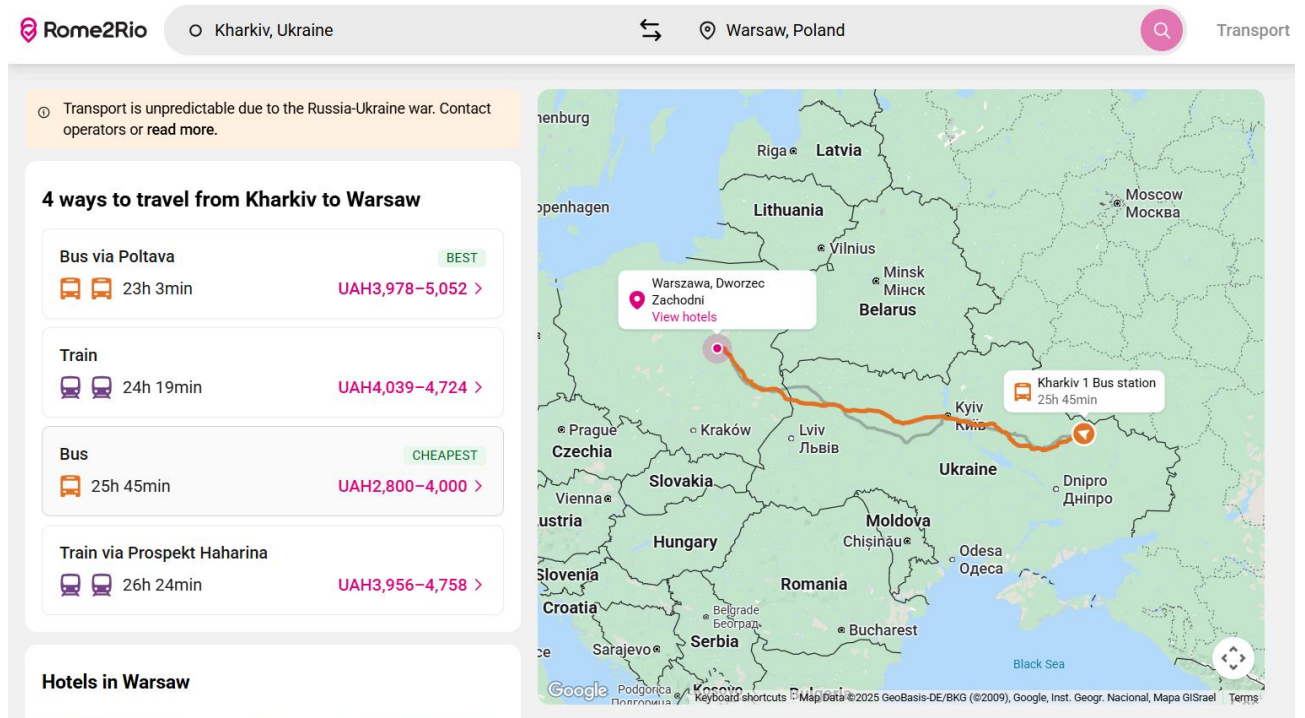 Rome2Rio
Kharkiv, Ukraine
Warsaw, Poland
Transport
Transport is unpredictable due to the Russia-Ukraine war. Contact
operators or read more.
4 ways to travel from Kharkiv to Warsaw
Bus via Poltava
BEST
23h 3min
UAH3,978–5,052 >
Train
24h 19min
UAH4,039–4,724 >
Bus
CHEAPEST
25h 45min
UAH2,800–4,000 >
Train via Prospekt Haharina
26h 24min
UAH3,956–4,758 >
Hotels in Warsaw
Riga
Latvia
Moscow
Москва
openhagen
Lithuania
Vilnius
Minsk
Мінск
Belarus
Warszawa, Dworzec
Zachodni
View hotels
Kharkiv 1 Bus station
25h 45min
Kyiv
Київ
Prague
Czechia
Kraków
Lviv
Львів
Ukraine
Dnipro
Дніпро
Slovakia
Vienna
ustria
Moldova
Chișinău
Hungary
Odesa
Одеса
Slovenia
Romania
Croatia
Belgrade
Београд
Bucharest
Serbia
Sarajevo
Black Sea
Google
Podgorica
Подгорица
Kosovo
Bulgaria
Keyboard shortcuts
Map Data ©2025 GeoBasis-DE/BKG (©2009), Google, Inst. Geogr. Nacional, Mapa GISrael
Terms